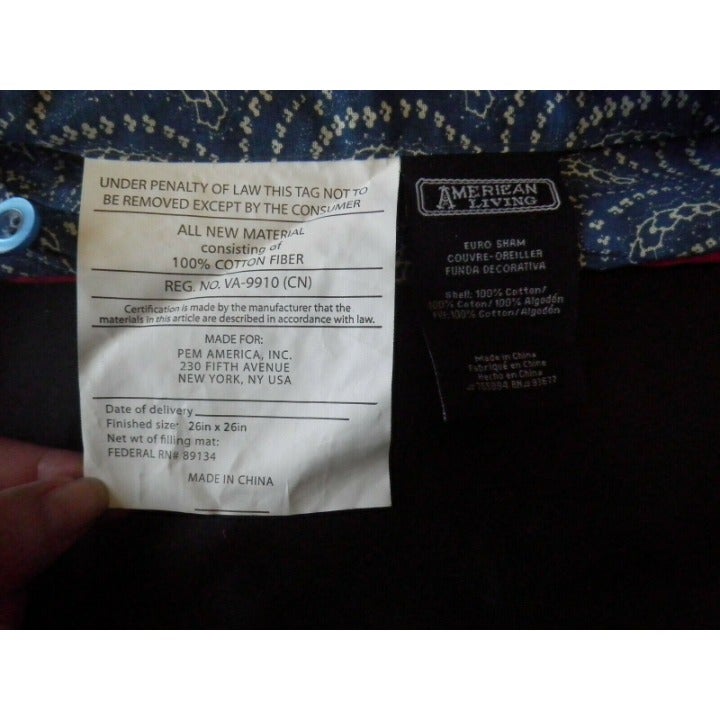 UNDER PENALTY OF LAW THIS TAG NOT TO
BE REMOVED EXCEPT BY THE CONSUMER
ALL NEW MATERIAL
consisting of
100% COTTON FIBER
REG. NO. VA-9910 (CN)
Certification is made by the manufacturer that the
materials in this article are described in accordance with law.
MADE FOR:
PEM AMERICA, INC.
230 FIFTH AVENUE
NEW YORK, NY USA
Date of delivery
Finished size: 26in x 26in
Net wt of filling mat:
FEDERAL RN# 89134
MADE IN CHINA
AMERICAN
LIVING
EURO SHAM
COUVRE-OREILLER
FUNDA DECORATIVA
Shell: 100% Cotton/
100% Coton/ 100% Algodón
100% Cotton/ 100% Algodón
Made in China
Fabriqué en Chine
Hecho en China